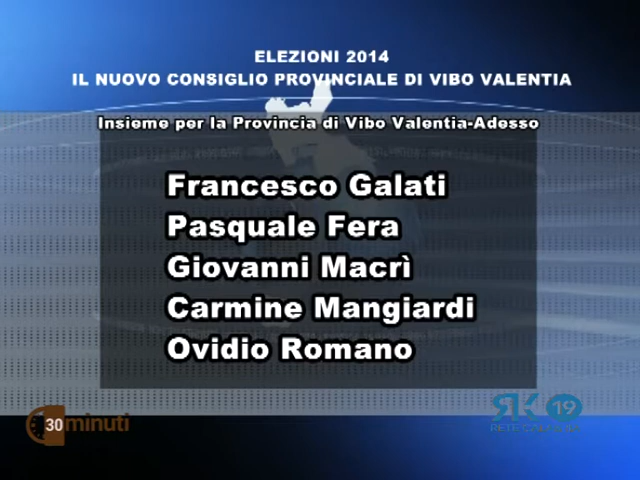 ELEZIONI 2014
IL NUOVO CONSIGLIO PROVINCIALE DI VIBO VALENTIA
Insieme per la Provincia di Vibo Valentia-Adesso
Francesco Galati
Pasquale Fera
Giovanni Macrì
Carmine Mangiardi
Ovidio Romano
30 minuti
RK 19